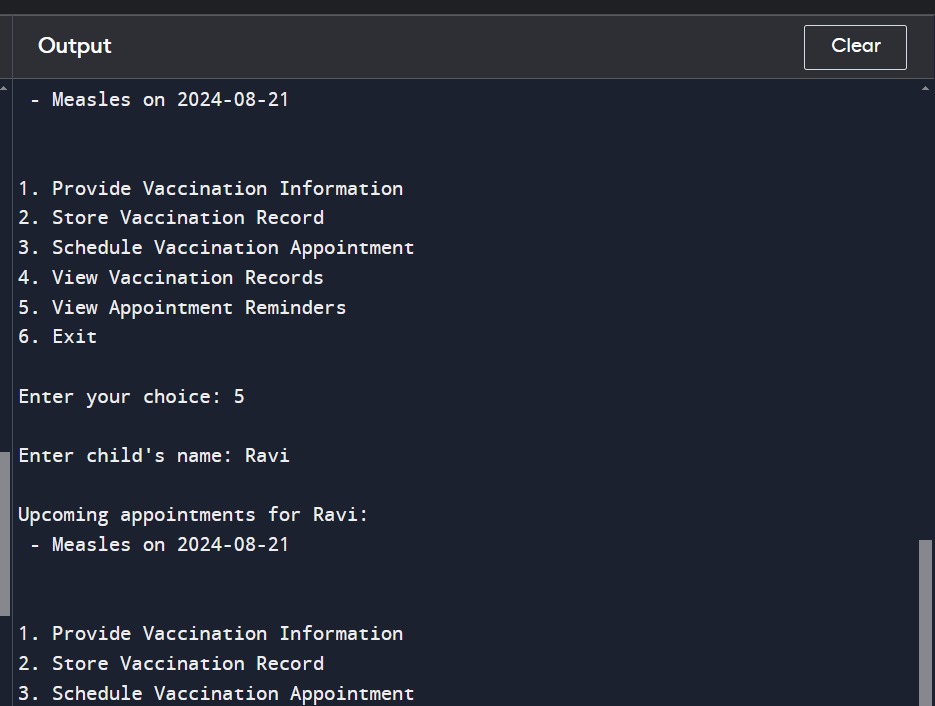 Output
Clear
- Measles on 2024-08-21
1. Provide Vaccination Information
2. Store Vaccination Record
3. Schedule Vaccination Appointment
4. View Vaccination Records
5. View Appointment Reminders
6. Exit
Enter your choice: 5
Enter child's name: Ravi
Upcoming appointments for Ravi:
- Measles on 2024-08-21
1. Provide Vaccination Information
2. Store Vaccination Record
3. Schedule Vaccination Appointment